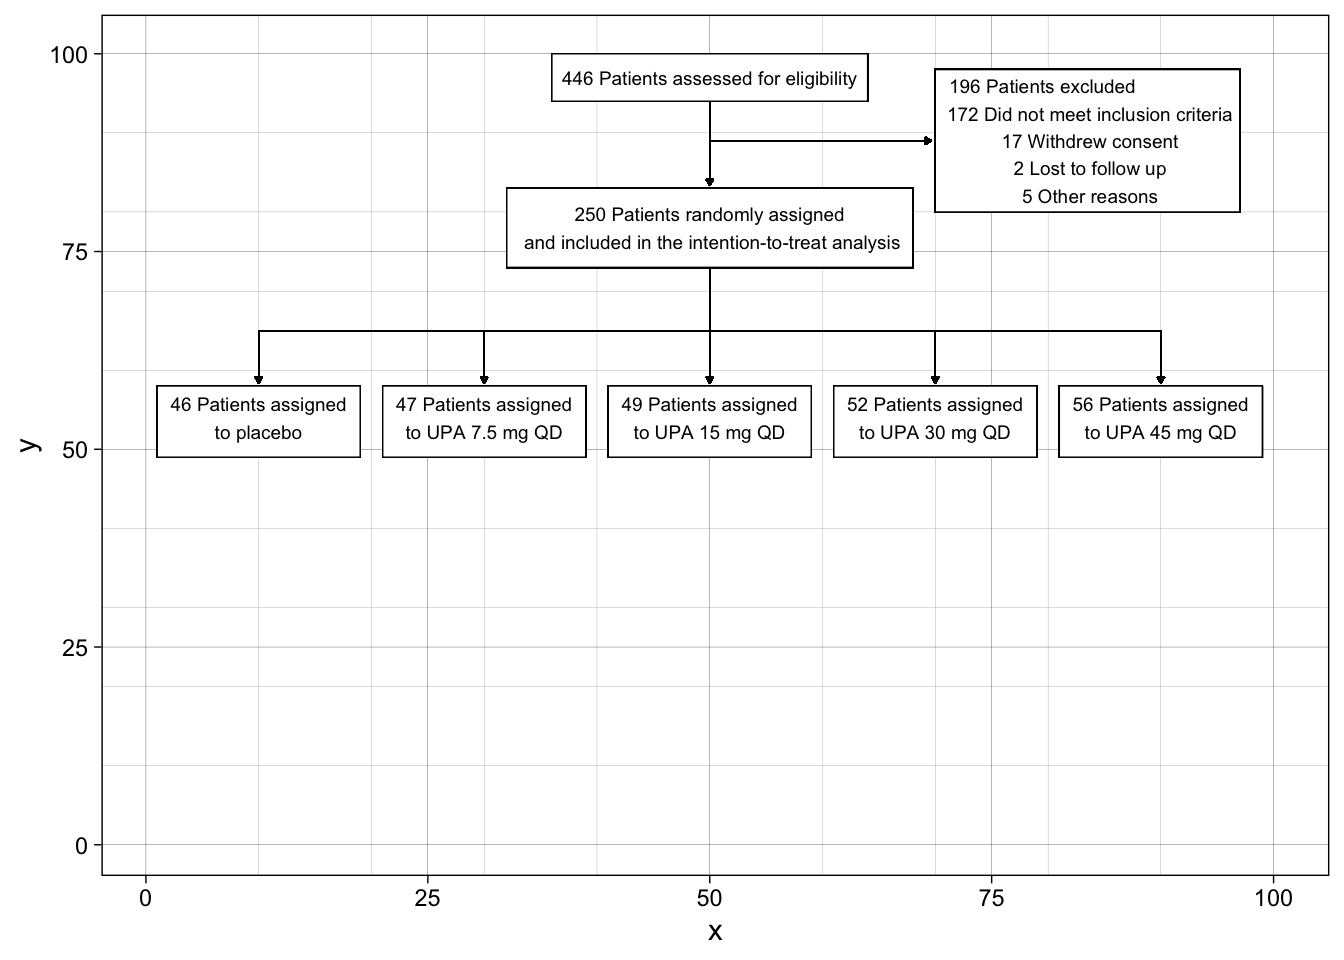 446 Patients assessed for eligibility
196 Patients excluded
172 Did not meet inclusion criteria
17 Withdrew consent
2 Lost to follow up
5 Other reasons
250 Patients randomly assigned
and included in the intention-to-treat analysis
46 Patients assigned
to placebo
47 Patients assigned
to UPA 7.5 mg QD
49 Patients assigned
to UPA 15 mg QD
52 Patients assigned
to UPA 30 mg QD
56 Patients assigned
to UPA 45 mg QD
100
75
50
25
0
y
0
25
50
75
100
x